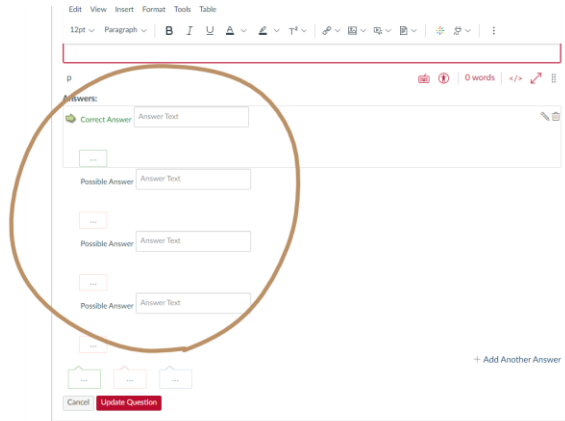 Edit View Insert Format Tools Table
12pt Paragraph B I U A T²
p 0 words </>
Answers:
Correct Answer Answer Text
...
Possible Answer Answer Text
...
Possible Answer Answer Text
...
Possible Answer Answer Text
...
+ Add Another Answer
... ... ...
Cancel Update Question